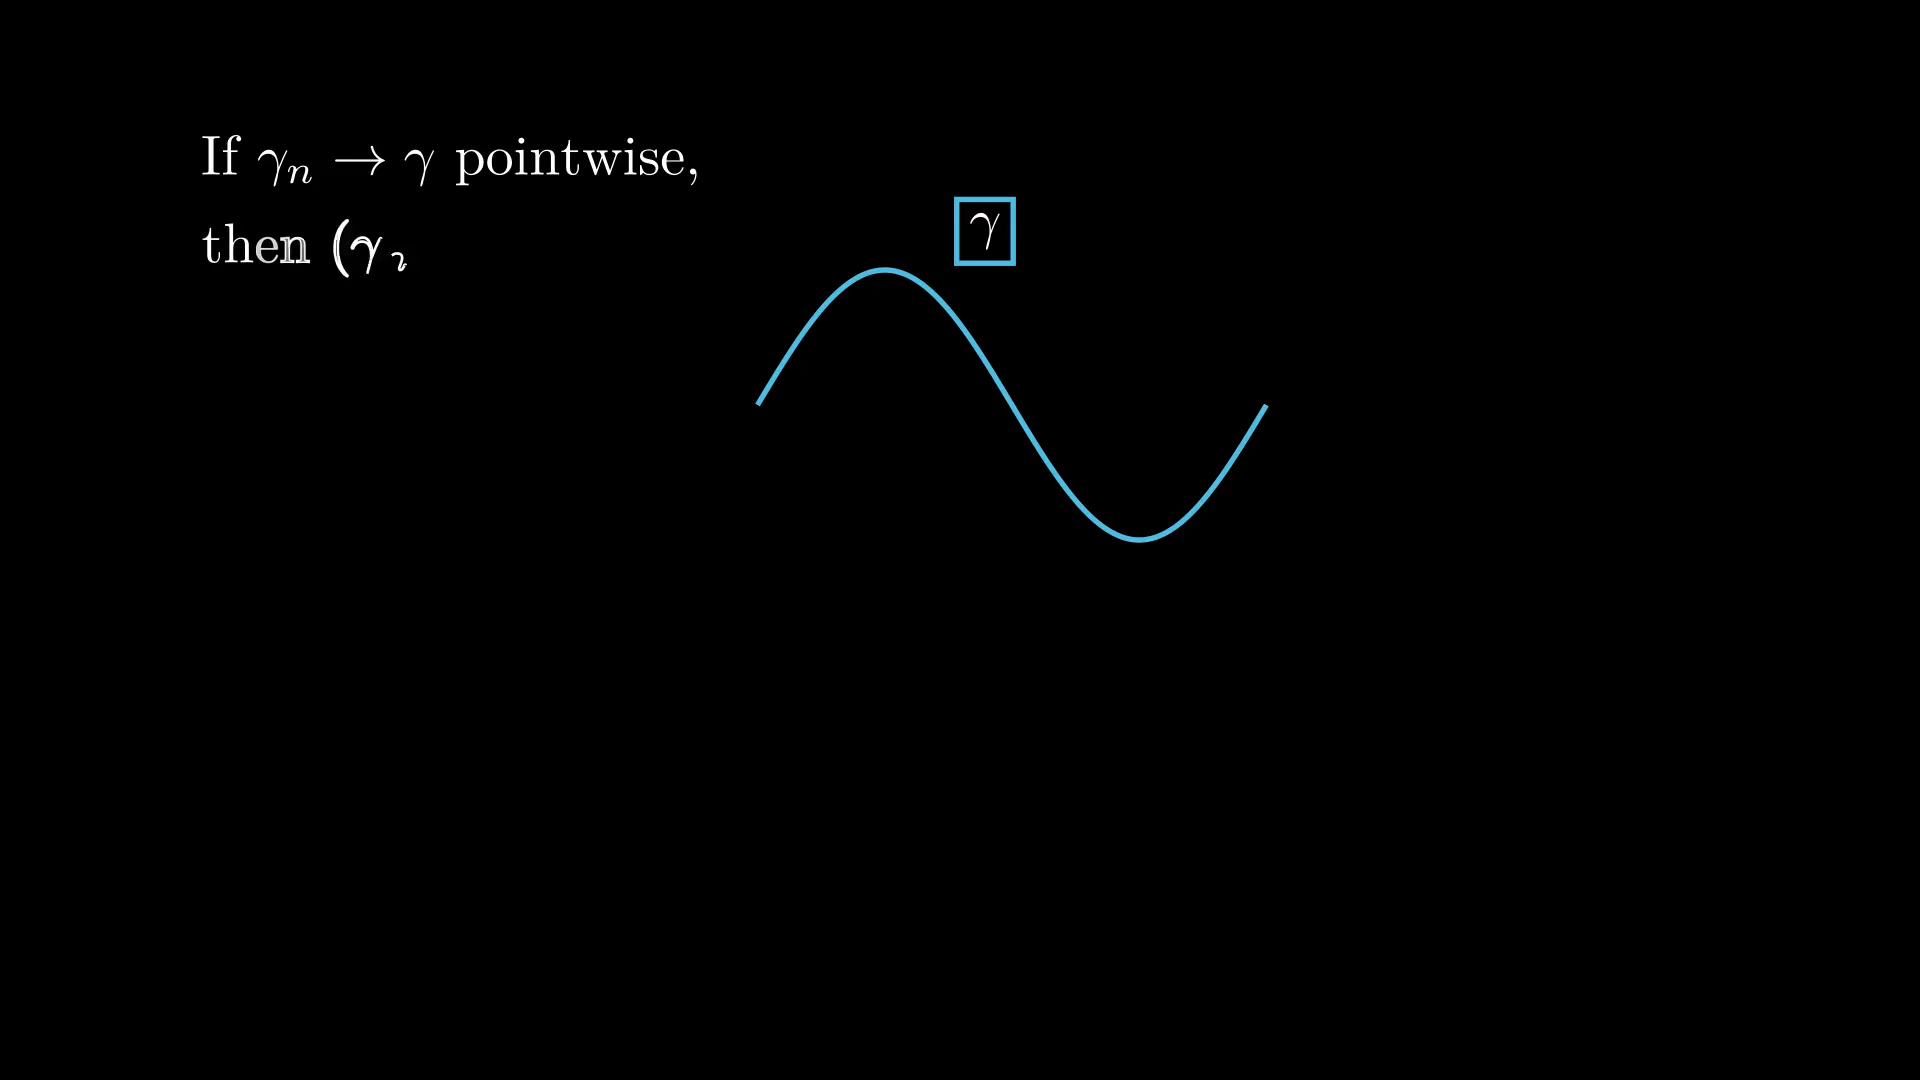 If γₙ → γ pointwise,
then (γ
γ